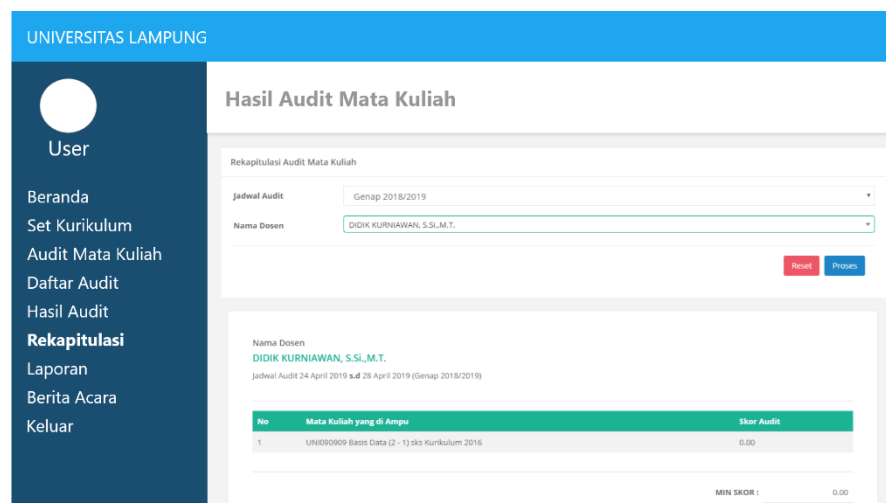 UNIVERSITAS LAMPUNG
User
Beranda
Set Kurikulum
Audit Mata Kuliah
Daftar Audit
Hasil Audit
Rekapitulasi
Laporan
Berita Acara
Keluar
Hasil Audit Mata Kuliah
Rekapitulasi Audit Mata Kuliah
Jadwal Audit Genap 2018/2019
Nama Dosen DIDIK KURNIAWAN, S.Si.,M.T.
Reset Proses
Nama Dosen
DIDIK KURNIAWAN, S.Si.,M.T.
Jadwal Audit 24 April 2019 s.d 28 April 2019 (Genap 2018/2019)
No Mata Kuliah yang di Ampu Skor Audit
1 UNI090909 Basis Data (2 - 1) sks Kurikulum 2016 0.00
MIN SKOR : 0.00